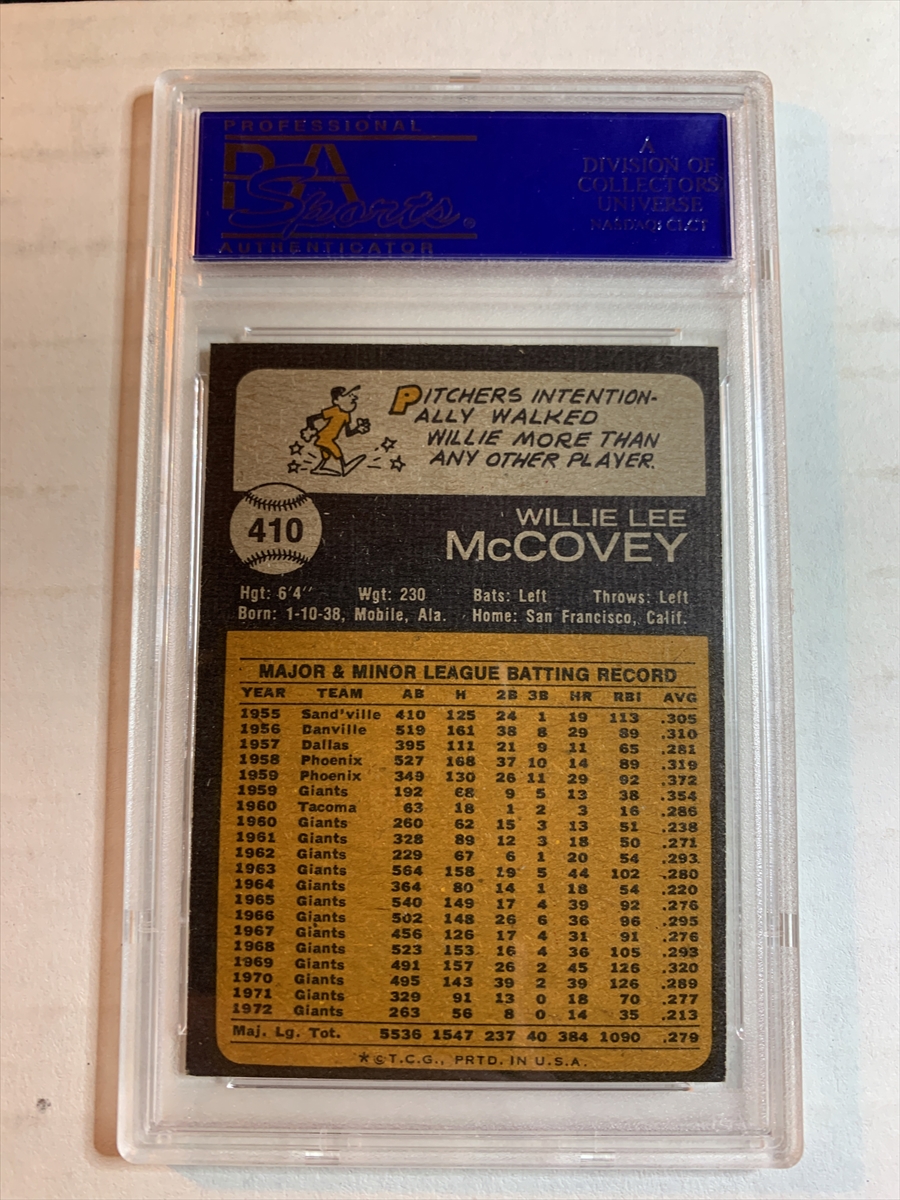 PROFESSIONAL
PSA
Sports®
AUTHENTICATOR
A
DIVISION OF
COLLECTORS
UNIVERSE
NASDAQ: CLCT
PITCHERS INTENTION-
ALLY WALKED
WILLIE MORE THAN
ANY OTHER PLAYER.
410
WILLIE LEE
McCOVEY
Hgt: 6'4'' Wgt: 230 Bats: Left Throws: Left
Born: 1-10-38, Mobile, Ala. Home: San Francisco, Calif.
MAJOR & MINOR LEAGUE BATTING RECORD
YEAR TEAM AB H 2B 3B HR RBI AVG
1955 Sand'ville 410 125 24 1 19 113 .305
1956 Danville 519 161 38 8 29 89 .310
1957 Dallas 395 111 21 9 11 65 .281
1958 Phoenix 527 168 37 10 14 89 .319
1959 Phoenix 349 130 26 11 29 92 .372
1959 Giants 192 68 9 5 13 38 .354
1960 Tacoma 63 18 1 2 3 16 .286
1960 Giants 260 62 15 3 13 51 .238
1961 Giants 328 89 12 3 18 50 .271
1962 Giants 229 67 6 1 20 54 .293
1963 Giants 564 158 19 5 44 102 .280
1964 Giants 364 80 14 1 18 54 .220
1965 Giants 540 149 17 4 39 92 .276
1966 Giants 502 148 26 6 36 96 .295
1967 Giants 456 126 17 4 31 91 .276
1968 Giants 523 153 16 4 36 105 .293
1969 Giants 491 157 26 2 45 126 .320
1970 Giants 495 143 39 2 39 126 .289
1971 Giants 329 91 13 0 18 70 .277
1972 Giants 263 56 8 0 14 35 .213
Maj. Lg. Tot. 5536 1547 237 40 384 1090 .279
*©T.C.G., PRTD. IN U.S.A.